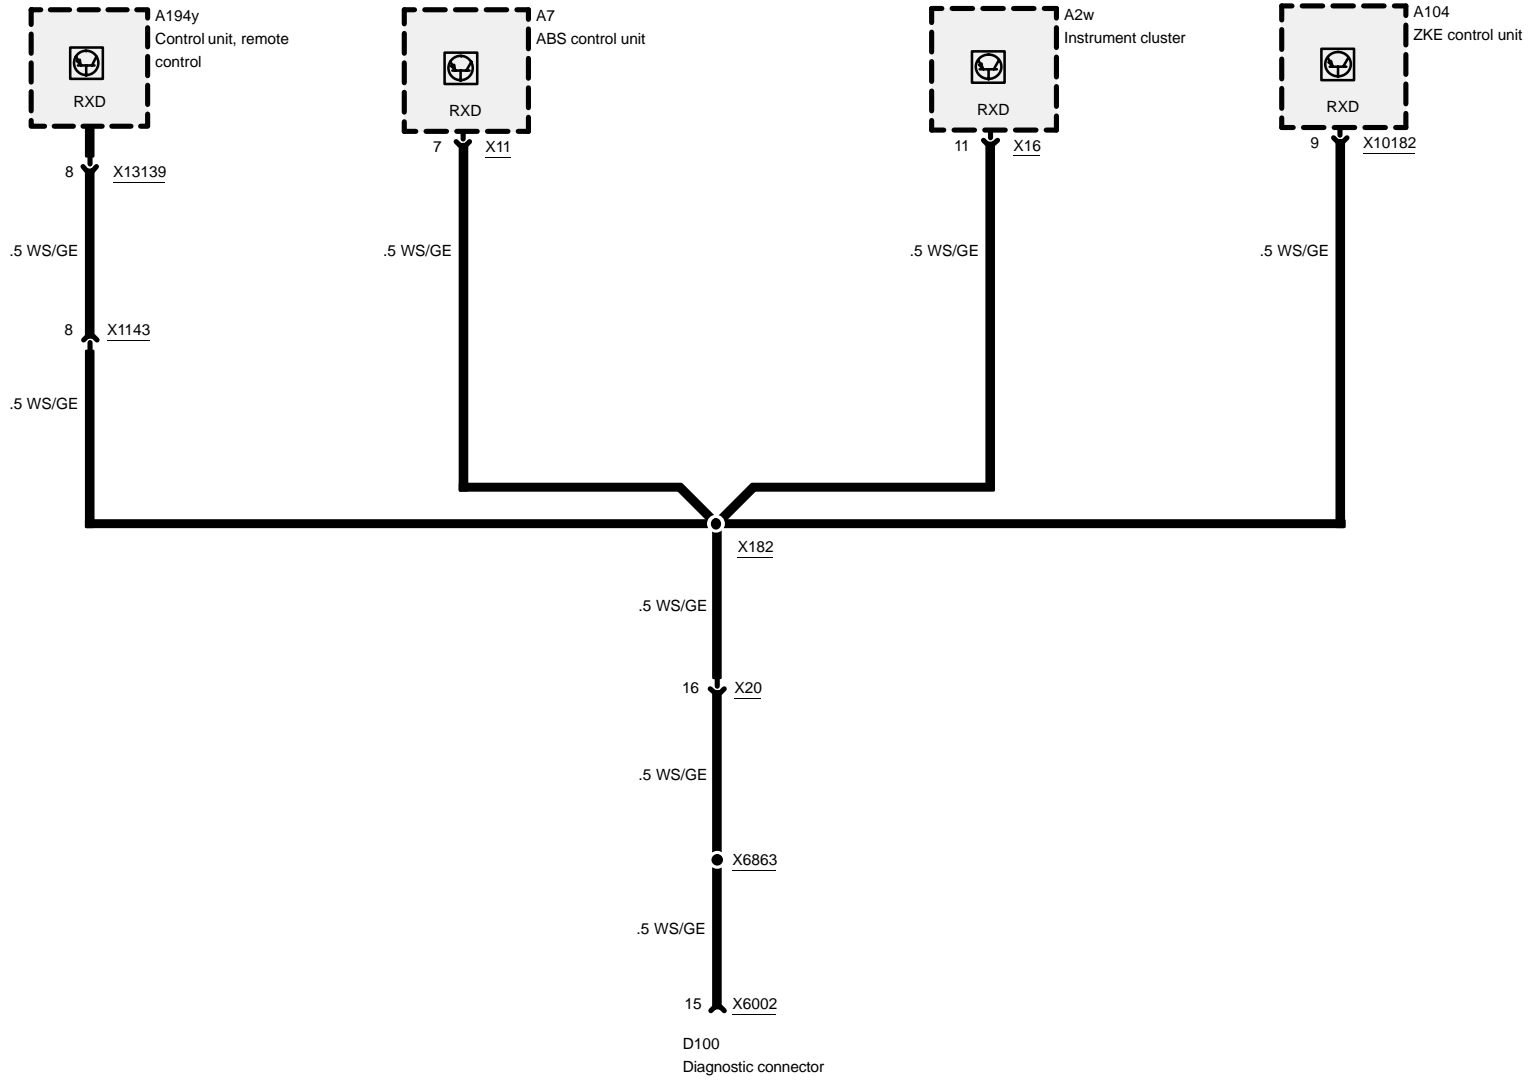 A194y
Control unit, remote
control
RXD
8 X13139
.5 WS/GE
8 X1143
.5 WS/GE
A7
ABS control unit
RXD
7 X11
.5 WS/GE
A2w
Instrument cluster
RXD
11 X16
.5 WS/GE
A104
ZKE control unit
RXD
9 X10182
.5 WS/GE
X182
.5 WS/GE
16 X20
.5 WS/GE
X6863
.5 WS/GE
15 X6002
D100
Diagnostic connector